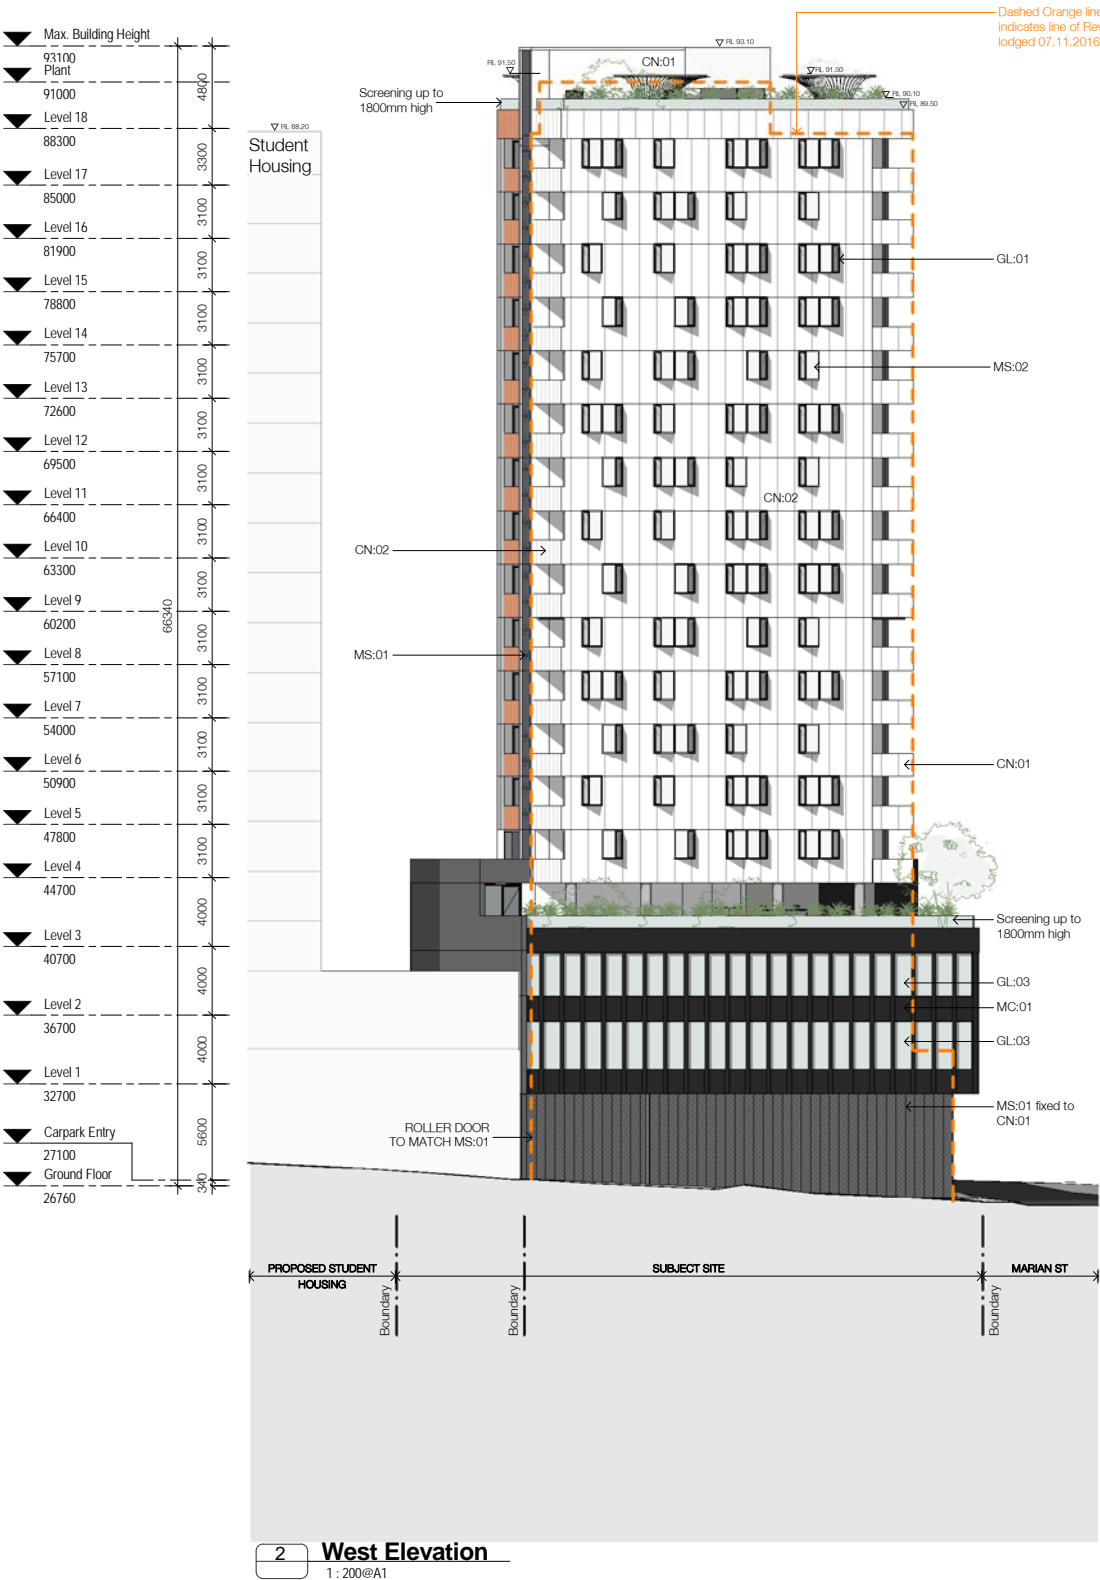 Dashed Orange line
indicates line of Rev
lodged 07.11.2016
Max. Building Height
93100
Plant
91000
Level 18
88300
Level 17
85000
Level 16
81900
Level 15
78800
Level 14
75700
Level 13
72600
Level 12
69500
Level 11
66400
Level 10
63300
Level 9
60200
Level 8
57100
Level 7
54000
Level 6
50900
Level 5
47800
Level 4
44700
Level 3
40700
Level 2
36700
Level 1
32700
Carpark Entry
27100
Ground Floor
26760
66340
4800
3300
3100
3100
3100
3100
3100
3100
3100
3100
3100
3100
3100
3100
3100
4000
4000
4000
5600
340
RL 93.10
RL 91.50
CN:01
RL 91.50
RL 90.10
RL 89.50
Screening up to
1800mm high
RL 88.20
Student
Housing
GL:01
MS:02
CN:02
CN:02
MS:01
CN:01
Screening up to
1800mm high
GL:03
MC:01
GL:03
MS:01 fixed to
CN:01
ROLLER DOOR
TO MATCH MS:01
PROPOSED STUDENT
HOUSING
SUBJECT SITE
MARIAN ST
Boundary
Boundary
Boundary
2
West Elevation
1 : 200@A1